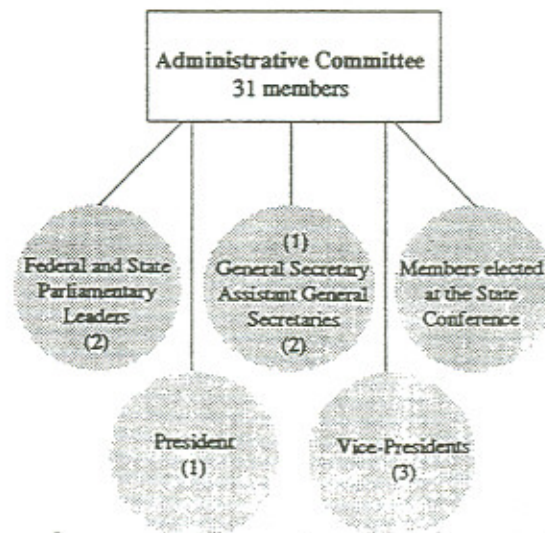 Administrative Committee
31 members
Federal and State
Parliamentary
Leaders
(2)
(1)
General Secretary
Assistant General
Secretaries
(2)
Members elected
at the State
Conference
President
(1)
Vice-Presidents
(3)